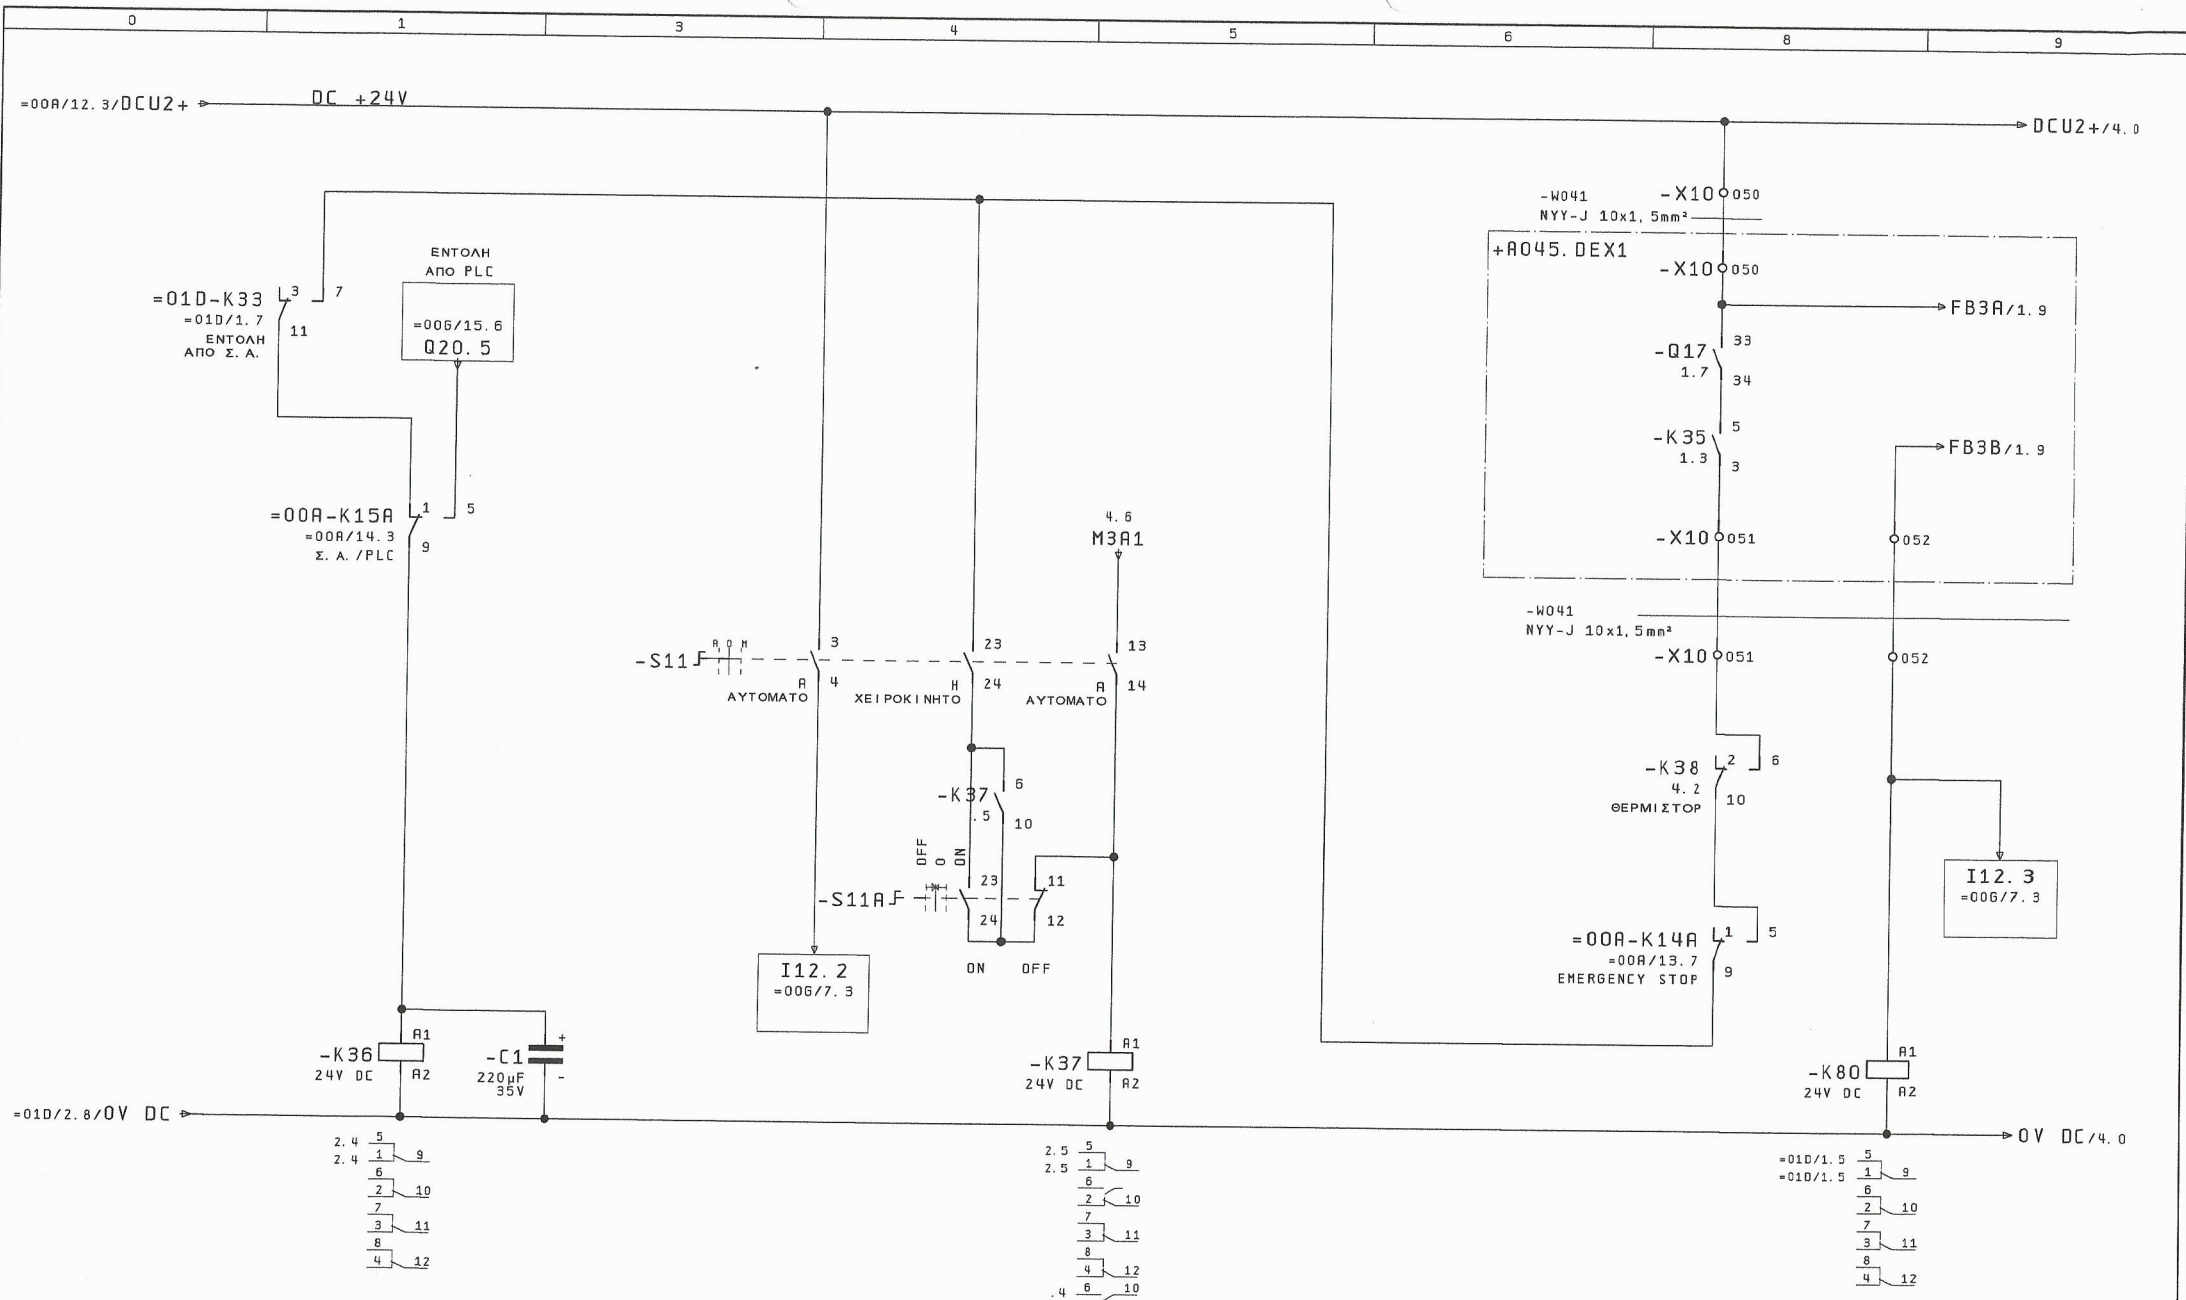 0 1 3 4 5 6 8 9
=00A/12.3/DCU2+
DC +24V
DCU2+/4.0
-W041
NYY-J 10x1,5mm²
-X10 050
+A045.DEX1
-X10 050
FB3A/1.9
-Q17
1.7
33
34
-K35
1.3
5
3
FB3B/1.9
-X10 051
052
-W041
NYY-J 10x1,5mm²
-X10 051
052
ΕΝΤΟΛΗ
ΑΠΟ PLC
=00G/15.6
Q20.5
=01D-K33
=01D/1.7
ΕΝΤΟΛΗ
ΑΠΟ Σ.Α.
3
7
11
=00A-K15A
=00A/14.3
Σ.Α./PLC
1
5
9
4.6
M3A1
-S11
A 0 H
3
4
A
ΑΥΤΟΜΑΤΟ
23
24
H
ΧΕΙΡΟΚΙΝΗΤΟ
13
14
A
ΑΥΤΟΜΑΤΟ
-K37
.5
6
10
OFF
0
ON
-S11A
23
24
11
12
ON OFF
I12.2
=00G/7.3
-K38
4.2
ΘΕΡΜΙΣΤΟΡ
2
6
10
=00A-K14A
=00A/13.7
EMERGENCY STOP
1
5
9
I12.3
=00G/7.3
-K36
24V DC
A1
A2
-C1
220µF
35V
+
-
-K37
24V DC
A1
A2
-K80
24V DC
A1
A2
=01D/2.8/0V DC
0V DC/4.0
2.4 5
2.4 1 9
6
2 10
7
3 11
8
4 12
2.5 5
2.5 1 9
6
2 10
7
3 11
8
4 12
.4 6 10
=01D/1.5 5
=01D/1.5 1 9
6
2 10
7
3 11
8
4 12